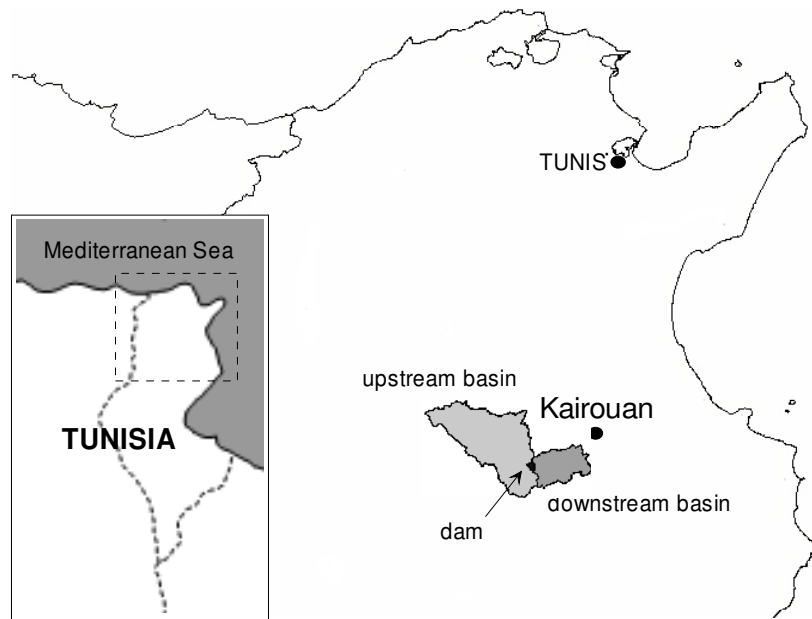 TUNIS
Mediterranean Sea
TUNISIA
upstream basin
Kairouan
downstream basin
dam